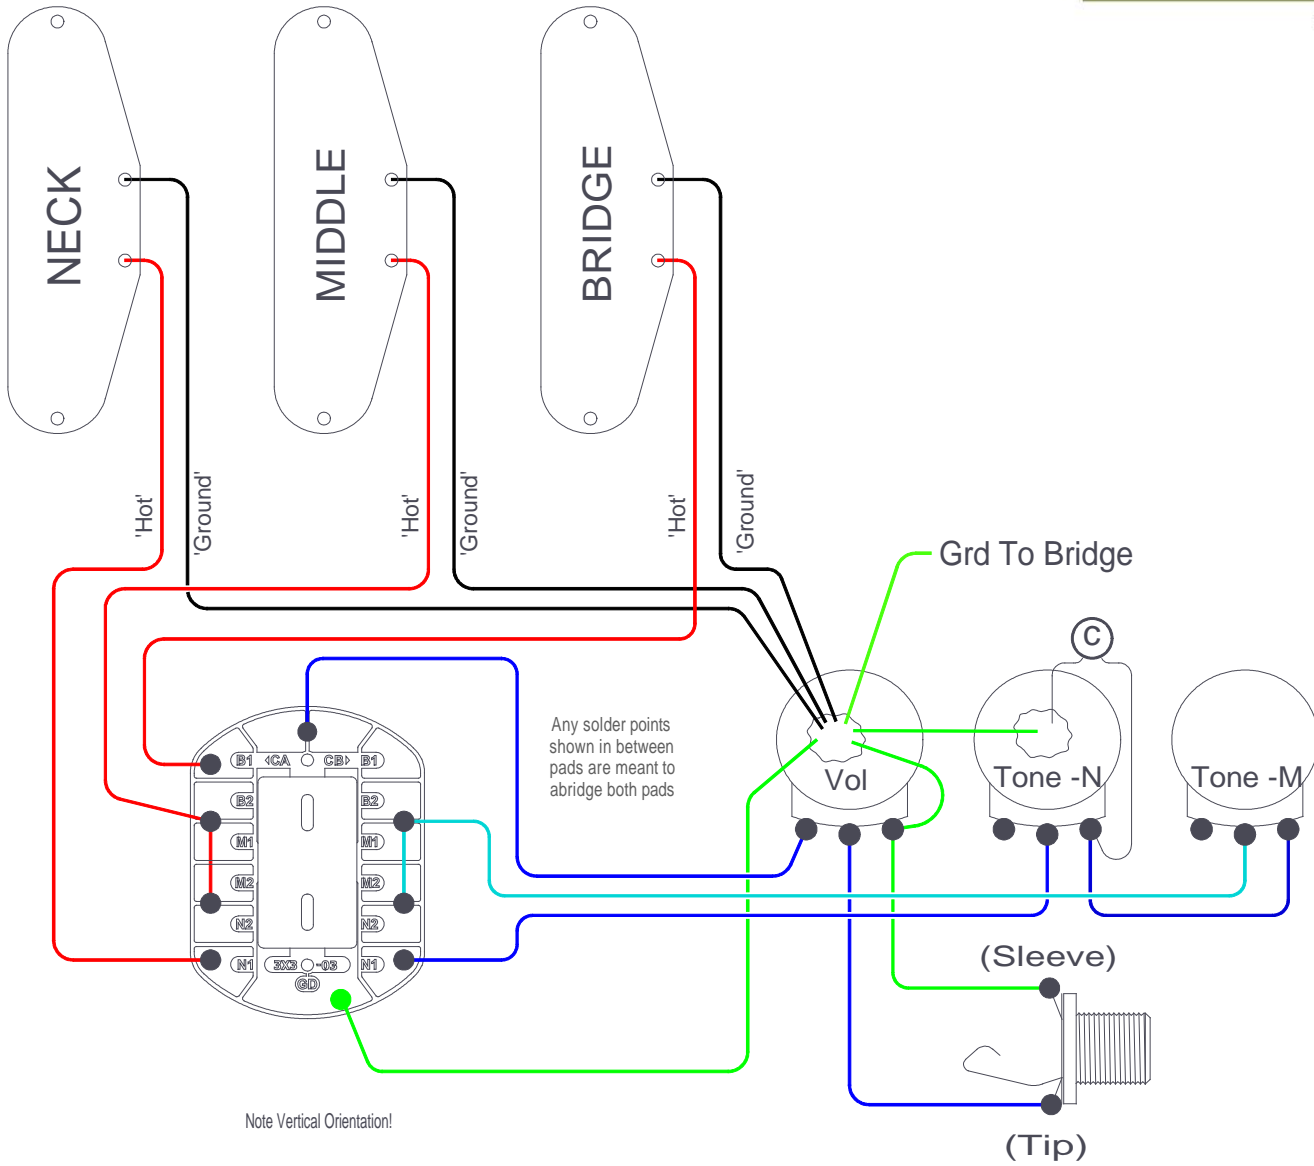 NECK
MIDDLE
BRIDGE
'Hot'
'Ground'
'Hot'
'Ground'
'Hot'
'Ground'
Grd To Bridge
C
Any solder points
shown in between
pads are meant to
abridge both pads
Vol
Tone -N
Tone -M
B1 CA CB B1
B2 B2
M1 M1
M2 M2
N2 N2
N1 3X3 -03 N1
GD
(Sleeve)
(Tip)
Note Vertical Orientation!